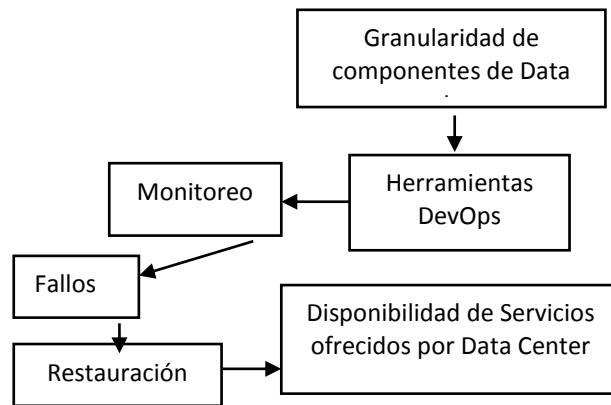 Granularidad de
componentes de Data
Herramientas
DevOps
Monitoreo
Fallos
Disponibilidad de Servicios
ofrecidos por Data Center
Restauración